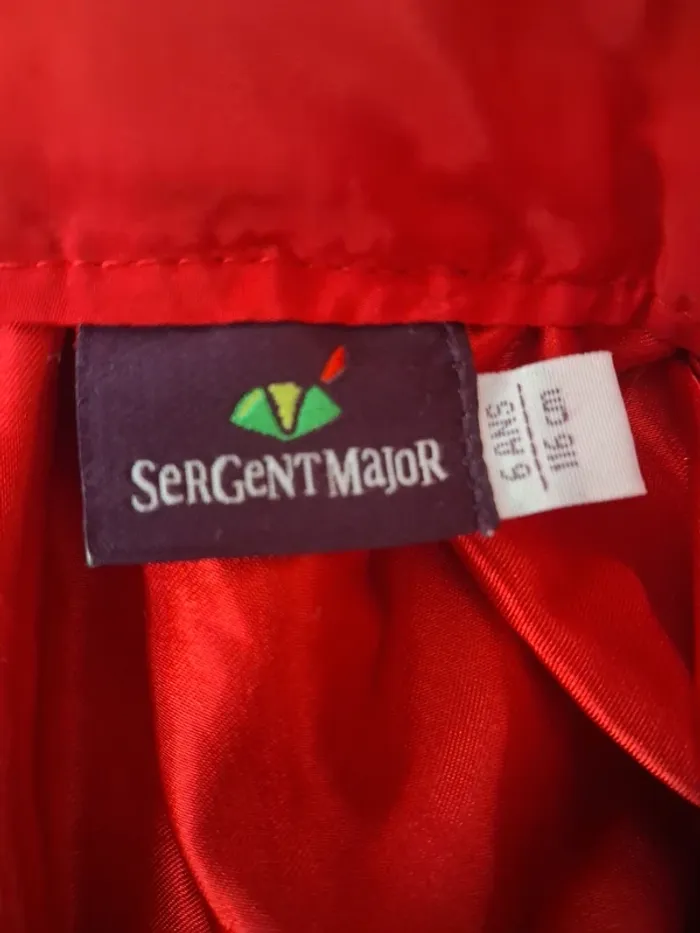 SerGeNT MaJoR
6 ANS
116 cm